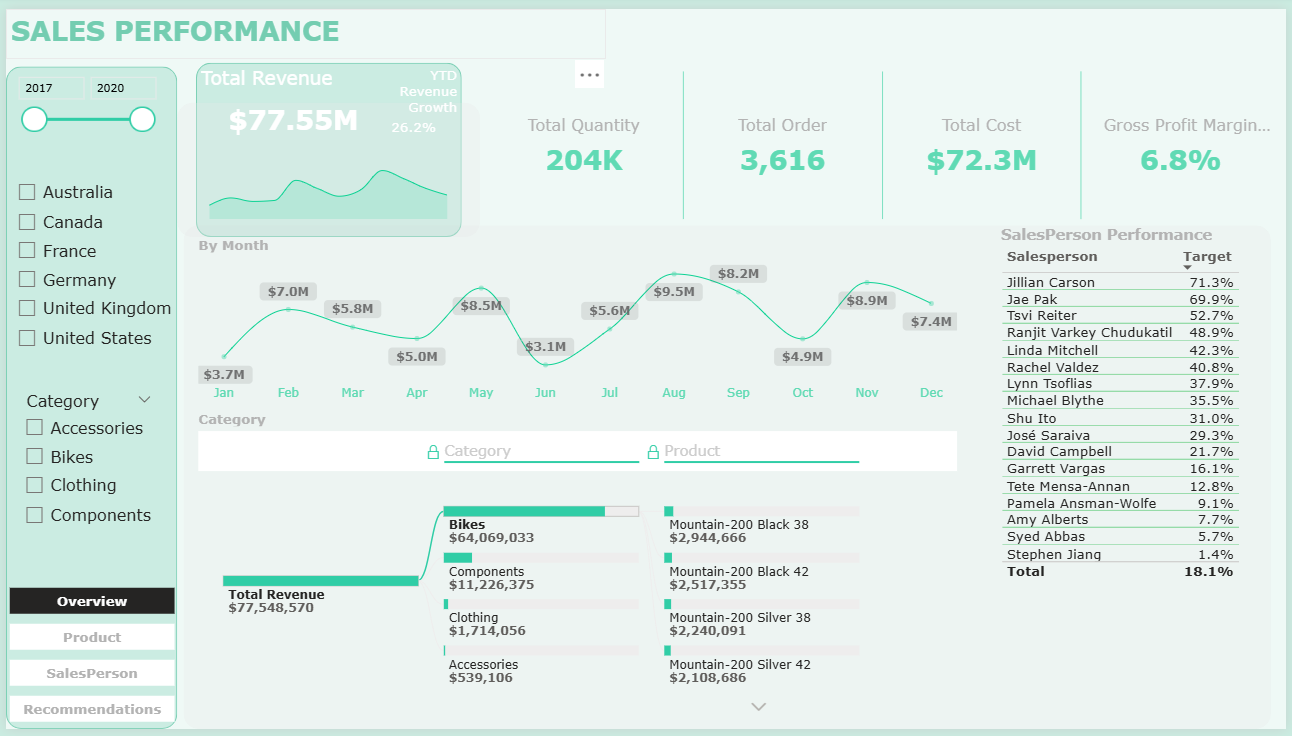 SALES PERFORMANCE
2017
2020
Australia
Canada
France
Germany
United Kingdom
United States
Category
Accessories
Bikes
Clothing
Components
Overview
Product
SalesPerson
Recommendations
Total Revenue
YTD
Revenue
Growth
$77.55M
26.2%
Total Quantity
204K
Total Order
3,616
Total Cost
$72.3M
Gross Profit Margin...
6.8%
By Month
$3.7M
$7.0M
$5.8M
$5.0M
$8.5M
$3.1M
$5.6M
$9.5M
$8.2M
$4.9M
$8.9M
$7.4M
Jan Feb Mar Apr May Jun Jul Aug Sep Oct Nov Dec
Category
Category
Product
Total Revenue
$77,548,570
Bikes
$64,069,033
Components
$11,226,375
Clothing
$1,714,056
Accessories
$539,106
Mountain-200 Black 38
$2,944,666
Mountain-200 Black 42
$2,517,355
Mountain-200 Silver 38
$2,240,091
Mountain-200 Silver 42
$2,108,686
SalesPerson Performance
Salesperson Target
Jillian Carson 71.3%
Jae Pak 69.9%
Tsvi Reiter 52.7%
Ranjit Varkey Chudukatil 48.9%
Linda Mitchell 42.3%
Rachel Valdez 40.8%
Lynn Tsoflias 37.9%
Michael Blythe 35.5%
Shu Ito 31.0%
José Saraiva 29.3%
David Campbell 21.7%
Garrett Vargas 16.1%
Tete Mensa-Annan 12.8%
Pamela Ansman-Wolfe 9.1%
Amy Alberts 7.7%
Syed Abbas 5.7%
Stephen Jiang 1.4%
Total 18.1%